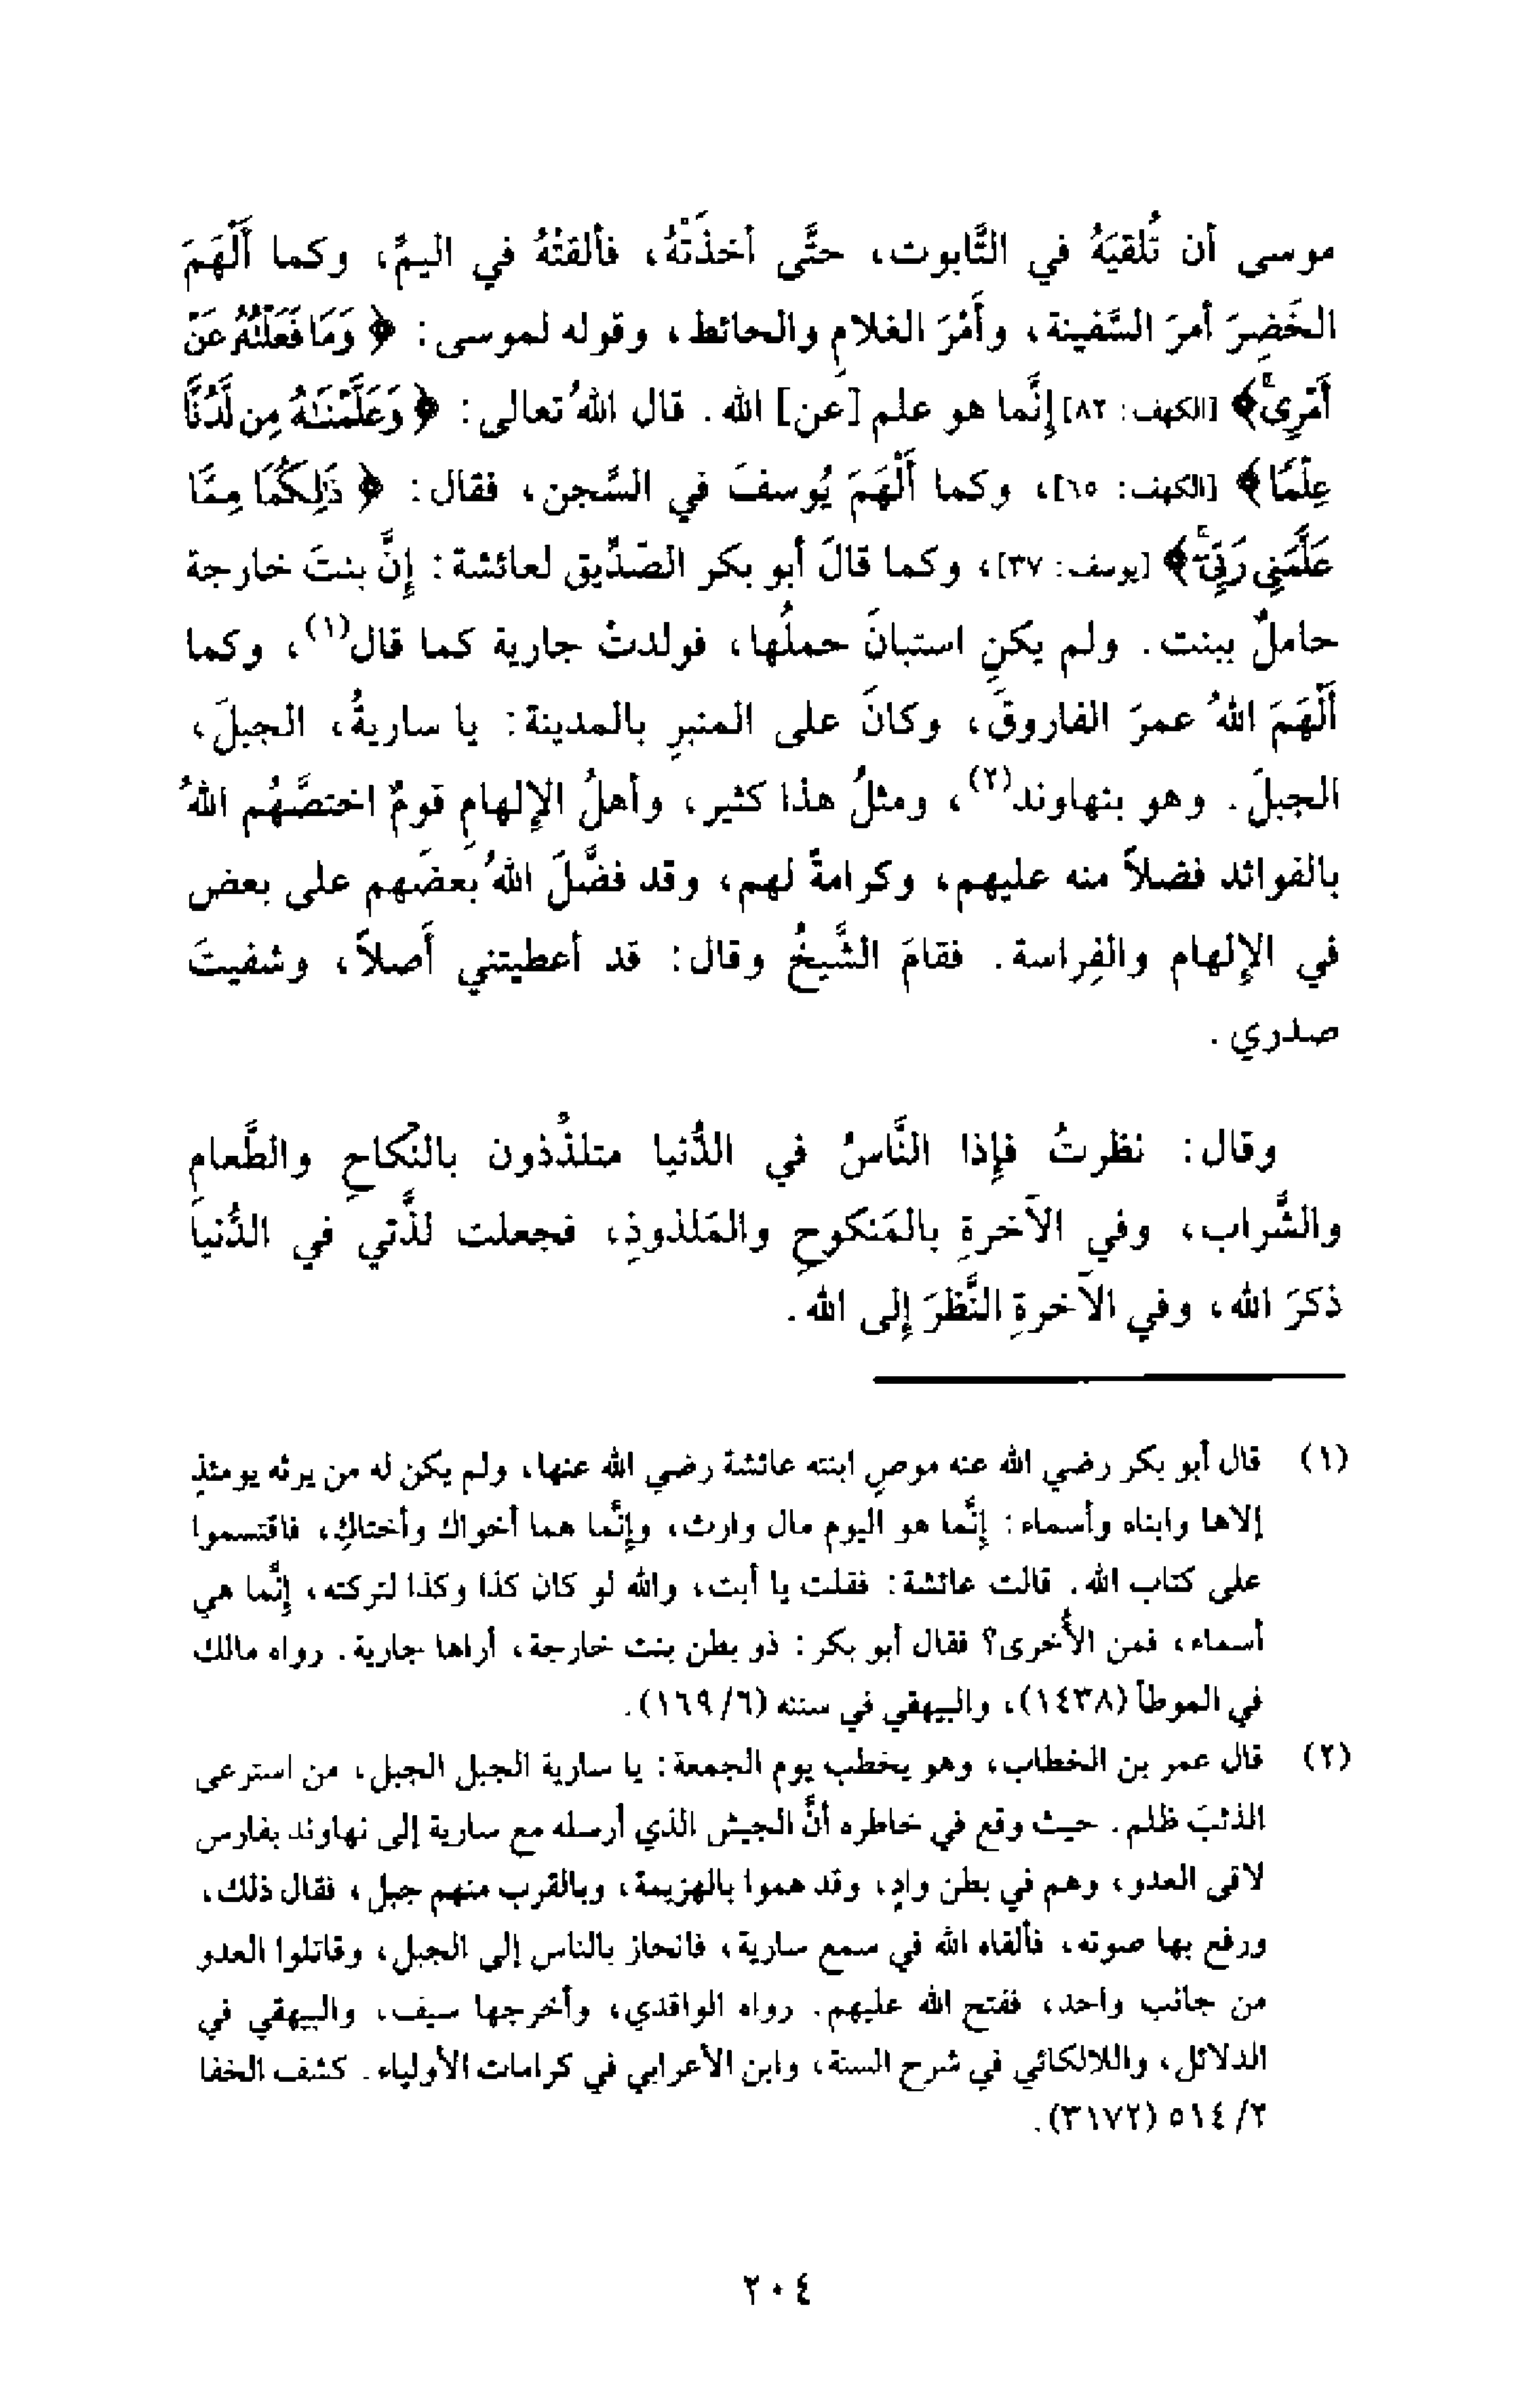 موسى أن تُلقيَهُ في التَّابوت، حتَّى أخذَتْهُ، فألقتْهُ في اليمِّ، وكما أَلْهَمَ
الخَضِرَ أمرَ السَّفينة، وأَمْرَ الغلامِ والحائط، وقوله لموسى: ﴿ وَمَا فَعَلْتُهُ عَنْ
أَمْرِي ﴾ [الكهف: ٨٢] إنَّما هو علم [عن] الله. قال اللهُ تعالى: ﴿ وَعَلَّمْنَاهُ مِن لَّدُنَّا
عِلْمًا ﴾ [الكهف: ٦٥]، وكما أَلْهَمَ يُوسفَ في السِّجن، فقال: ﴿ ذَلِكُمَا مِمَّا
عَلَّمَنِي رَبِّي ﴾ [يوسف: ٣٧]، وكما قالَ أبو بكر الصّدِّيق لعائشة: إنَّ بنتَ خارجة
حاملٌ ببنت. ولم يكنِ استبانَ حملُها، فولدتْ جارية كما قال(١)، وكما
أَلْهَمَ اللهُ عمرَ الفاروقَ، وكانَ على المنبرِ بالمدينة: يا ساريةُ، الجبلَ،
الجبلَ. وهو بنهاوند(٢)، ومثلُ هذا كثير، وأهلُ الإلهامِ قومٌ اختصَّهُم اللهُ
بالفوائد فضلاً منه عليهم، وكرامةً لهم، وقد فضَّلَ اللهُ بعضَهم على بعض
في الإلهام والفِراسة. فقامَ الشَّيخُ وقال: قد أعطيتني أَصلاً، وشفيتَ
صدري.
وقال: نظرتُ فإذا النَّاسُ في الدُّنيا متلذُّذون بالنّكاحِ والطَّعامِ
والشَّراب، وفي الآخرةِ بالمَنكوحِ والمَلذوذِ، فجعلت لذَّتي في الدُّنيا
ذكرَ الله، وفي الآخرةِ النَّظرَ إلى الله.
(١) قال أبو بكر رضي الله عنه موصٍ ابنته عائشة رضي الله عنها، ولم يكن له من يرثه يومئذٍ
إلاها وابناه وأسماء: إنَّما هو اليوم مال وارث، وإنَّما هما أخواك وأختاكِ، فاقتسموا
على كتاب الله. قالت عائشة: فقلت يا أبت، والله لو كان كذا وكذا لتركته، إنَّما هي
أسماء، فمن الأُخرى؟ فقال أبو بكر: ذو بطن بنت خارجة، أراها جارية. رواه مالك
في الموطأ (١٤٣٨)، والبيهقي في سننه (٦/ ١٦٩).
(٢) قال عمر بن الخطاب، وهو يخطب يوم الجمعة: يا سارية الجبل الجبل، من استرعى
الذئبَ ظلم. حيث وقع في خاطره أنَّ الجيش الذي أرسله مع سارية إلى نهاوند بفارس
لاقى العدو، وهم في بطن وادٍ، وقد هموا بالهزيمة، وبالقرب منهم جبل، فقال ذلك،
ورفع بها صوته، فألقاه الله في سمع سارية، فانحاز بالناس إلى الجبل، وقاتلوا العدو
من جانب واحد، ففتح الله عليهم. رواه الواقدي، وأخرجها سيف، والبيهقي في
الدلائل، واللالكائي في شرح السنة، وابن الأعرابي في كرامات الأولياء. كشف الخفا
٢/ ٥١٤ (٣١٧٢).
٢٠٤